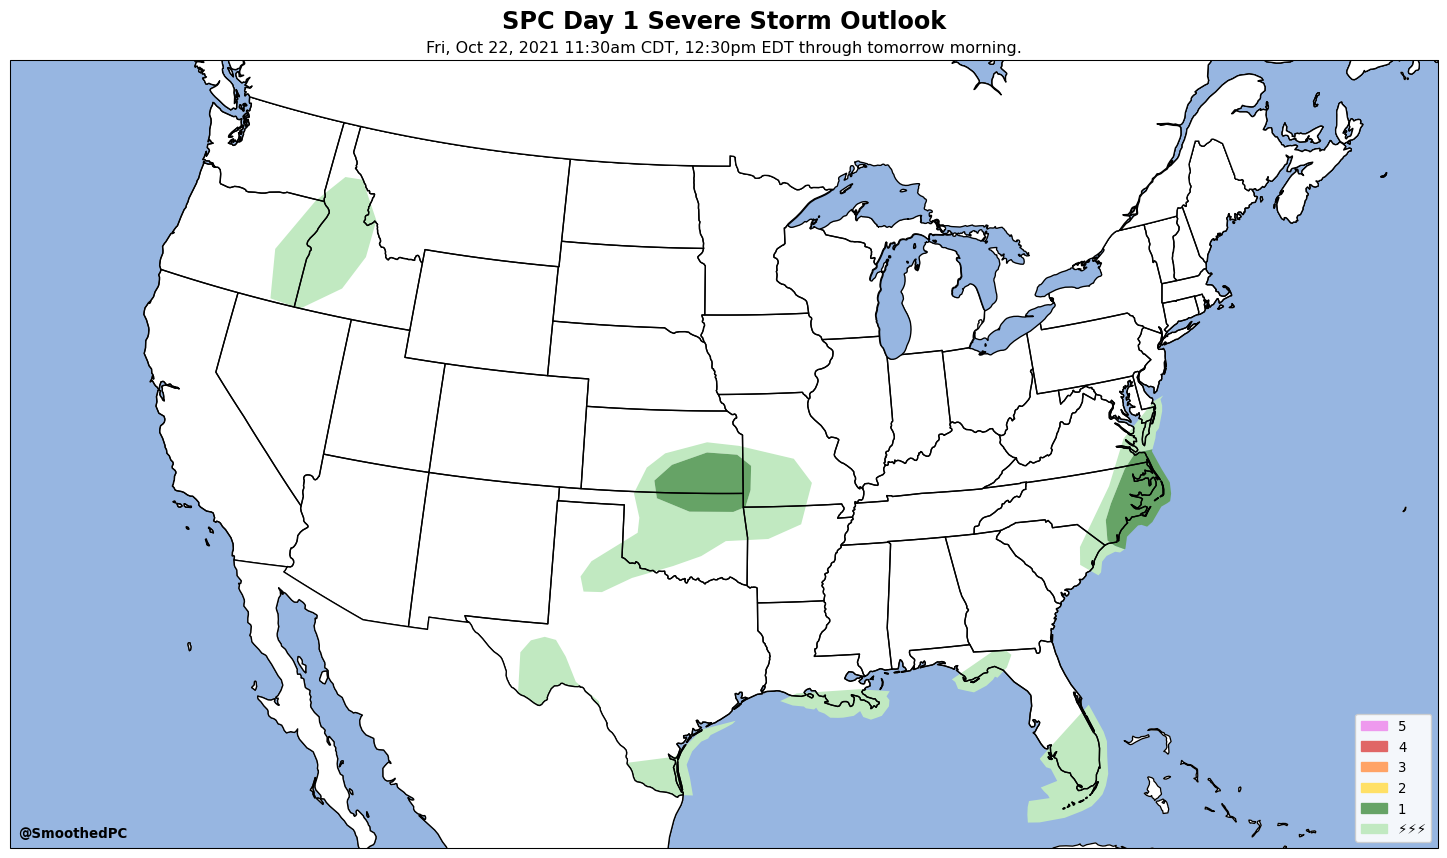 SPC Day 1 Severe Storm Outlook
Fri, Oct 22, 2021 11:30am CDT, 12:30pm EDT through tomorrow morning.
5
4
3
2
1
⚡⚡⚡
@SmoothedPC